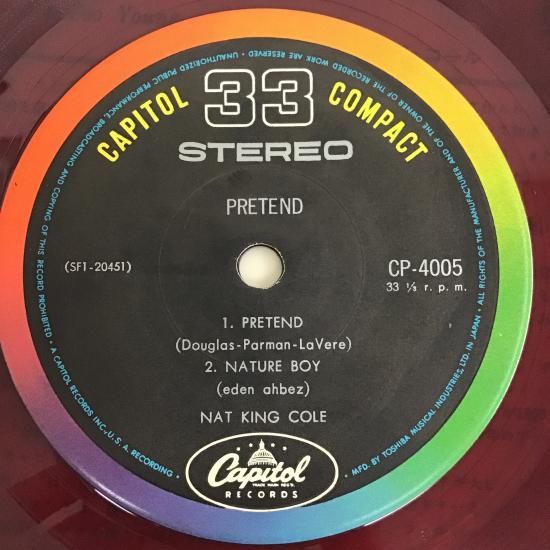 CAPITOL 33 COMPACT
STEREO
PRETEND
(SF1-20451)
CP-4005
33 ⅓ r. p. m.
1. PRETEND
(Douglas-Parman-LaVere)
2. NATURE BOY
(eden ahbez)
NAT KING COLE
Capitol
TRADE MARK REG'D.
RECORDS
MFD. BY TOSHIBA MUSICAL INDUSTRIES, LTD. IN JAPAN • ALL RIGHTS OF THE MANUFACTURER AND OF THE OWNER OF THE RECORDED WORK ARE RESERVED • UNAUTHORIZED PUBLIC PERFORMANCE, BROADCASTING AND COPYING OF THIS RECORD PROHIBITED • A CAPITOL RECORDS INC., U. S. A. RECORDING •